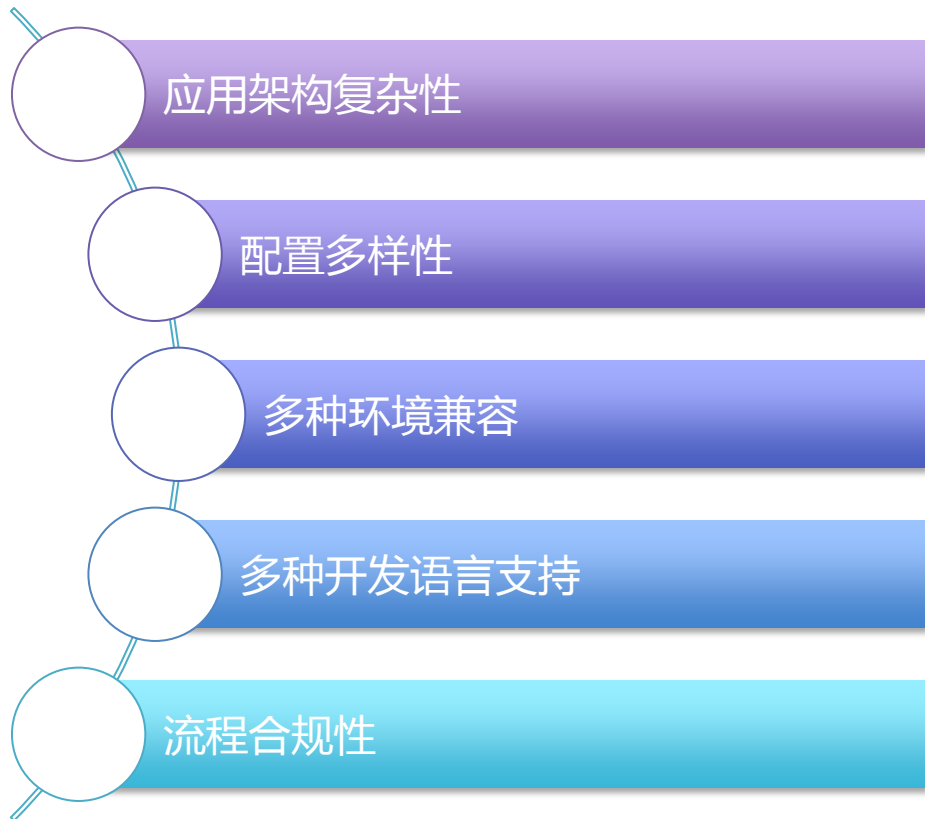 应用架构复杂性
配置多样性
多种环境兼容
多种开发语言支持
流程合规性